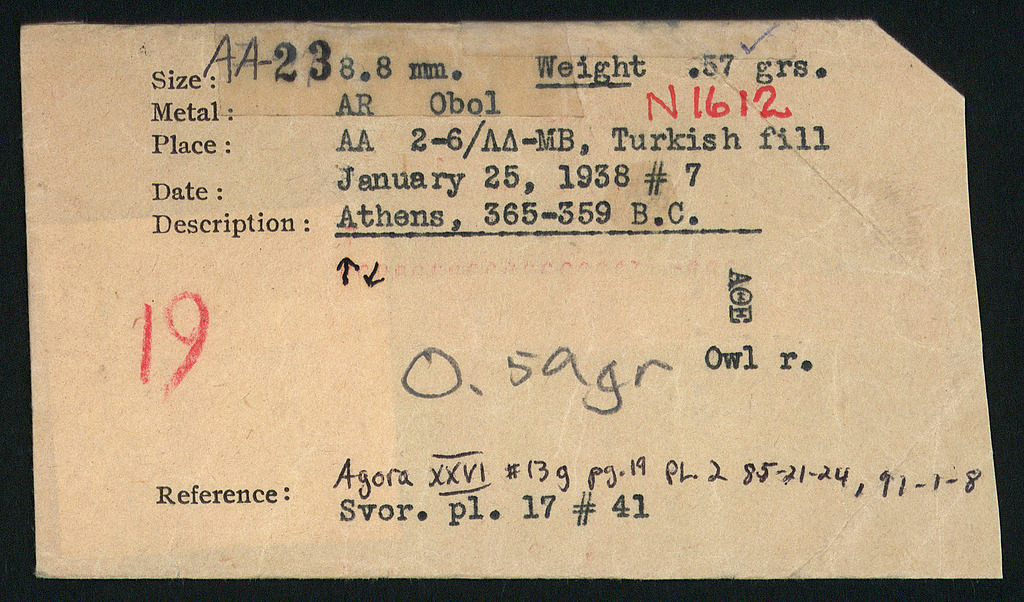 AA-23
Size: 8.8 mm. Weight .57 grs.
Metal: AR Obol N1612
Place: AA 2-6/ΛΔ-MB, Turkish fill
Date: January 25, 1938 # 7
Description: Athens, 365-359 B.C.
↑↙
ΑΘΕ
19
0.59gr Owl r.
Reference: Agora XXVI #13g pg.19 PL. 2 85-21-24, 91-1-8
Svor. pl. 17 # 41